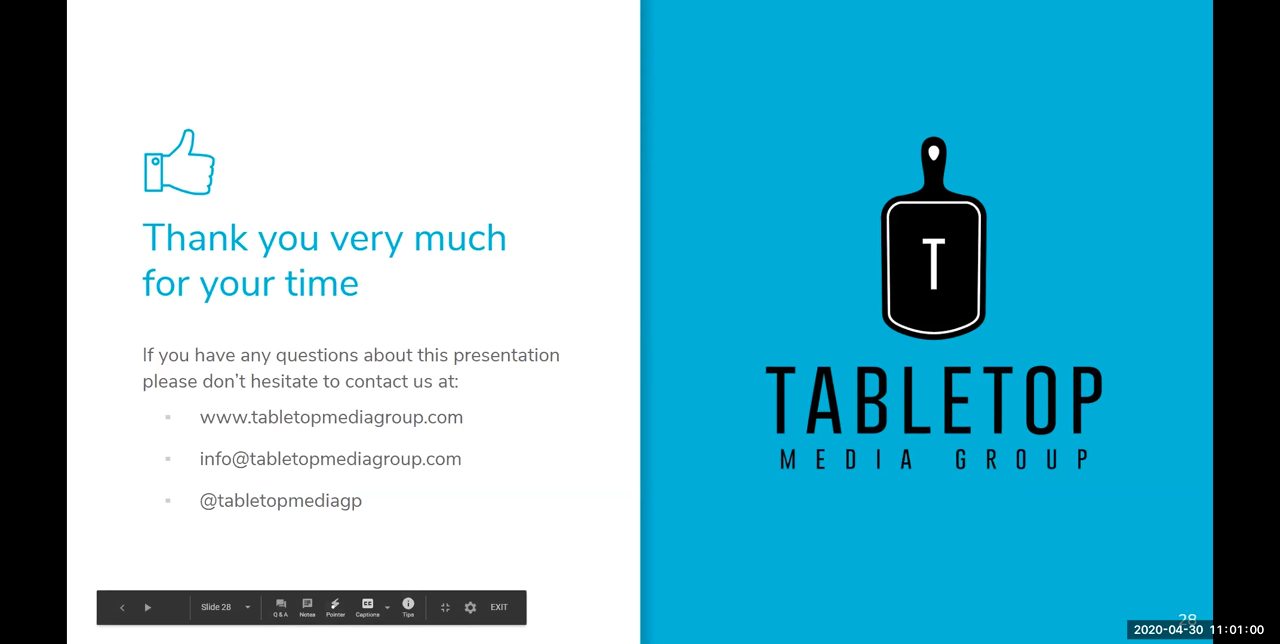 Thank you very much
for your time
If you have any questions about this presentation
please don’t hesitate to contact us at:
www.tabletopmediagroup.com
info@tabletopmediagroup.com
@tabletopmediagp
T
TABLETOP
MEDIA GROUP
Slide 28
Q & A
Notes
Pointer
Captions
Tips
EXIT
28
2020-04-30 11:01:00